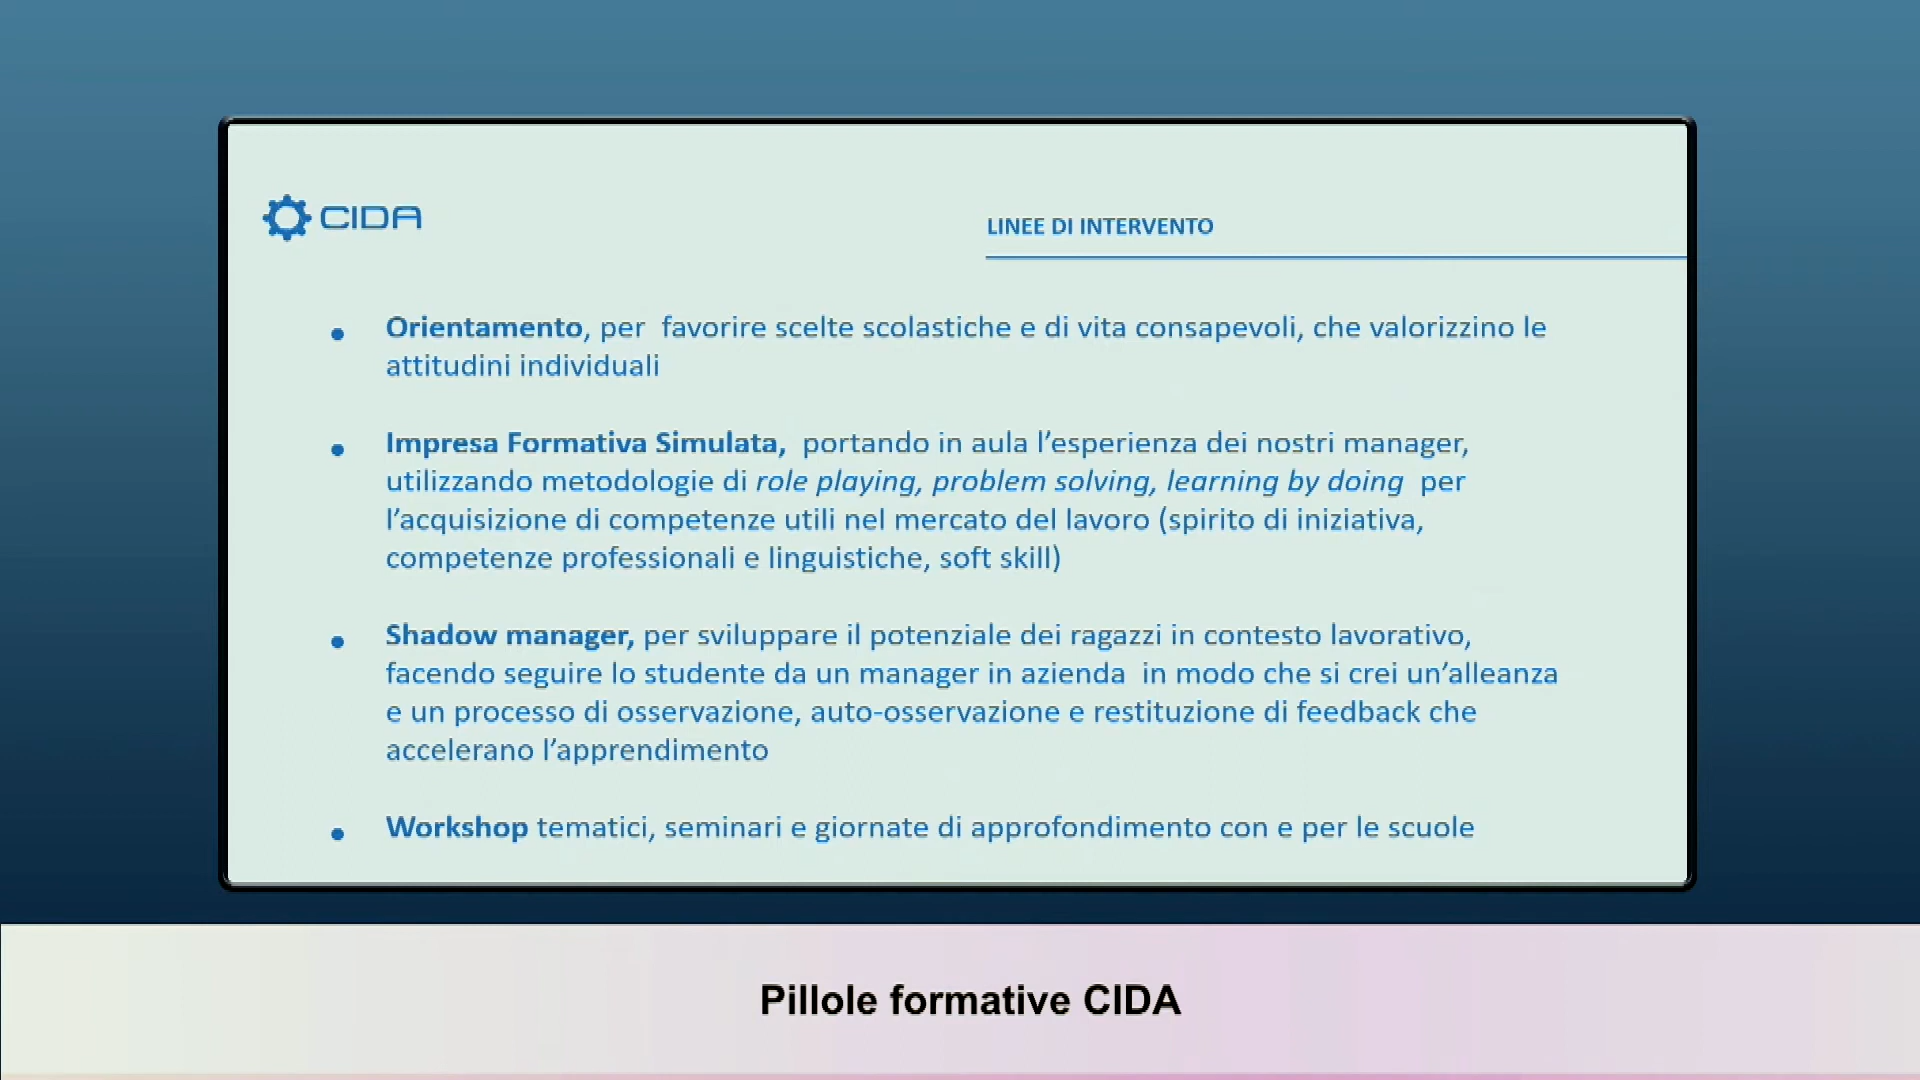 CIDA
LINEE DI INTERVENTO
• Orientamento, per favorire scelte scolastiche e di vita consapevoli, che valorizzino le
attitudini individuali
• Impresa Formativa Simulata, portando in aula l’esperienza dei nostri manager,
utilizzando metodologie di role playing, problem solving, learning by doing per
l’acquisizione di competenze utili nel mercato del lavoro (spirito di iniziativa,
competenze professionali e linguistiche, soft skill)
• Shadow manager, per sviluppare il potenziale dei ragazzi in contesto lavorativo,
facendo seguire lo studente da un manager in azienda in modo che si crei un’alleanza
e un processo di osservazione, auto-osservazione e restituzione di feedback che
accelerano l’apprendimento
• Workshop tematici, seminari e giornate di approfondimento con e per le scuole
Pillole formative CIDA